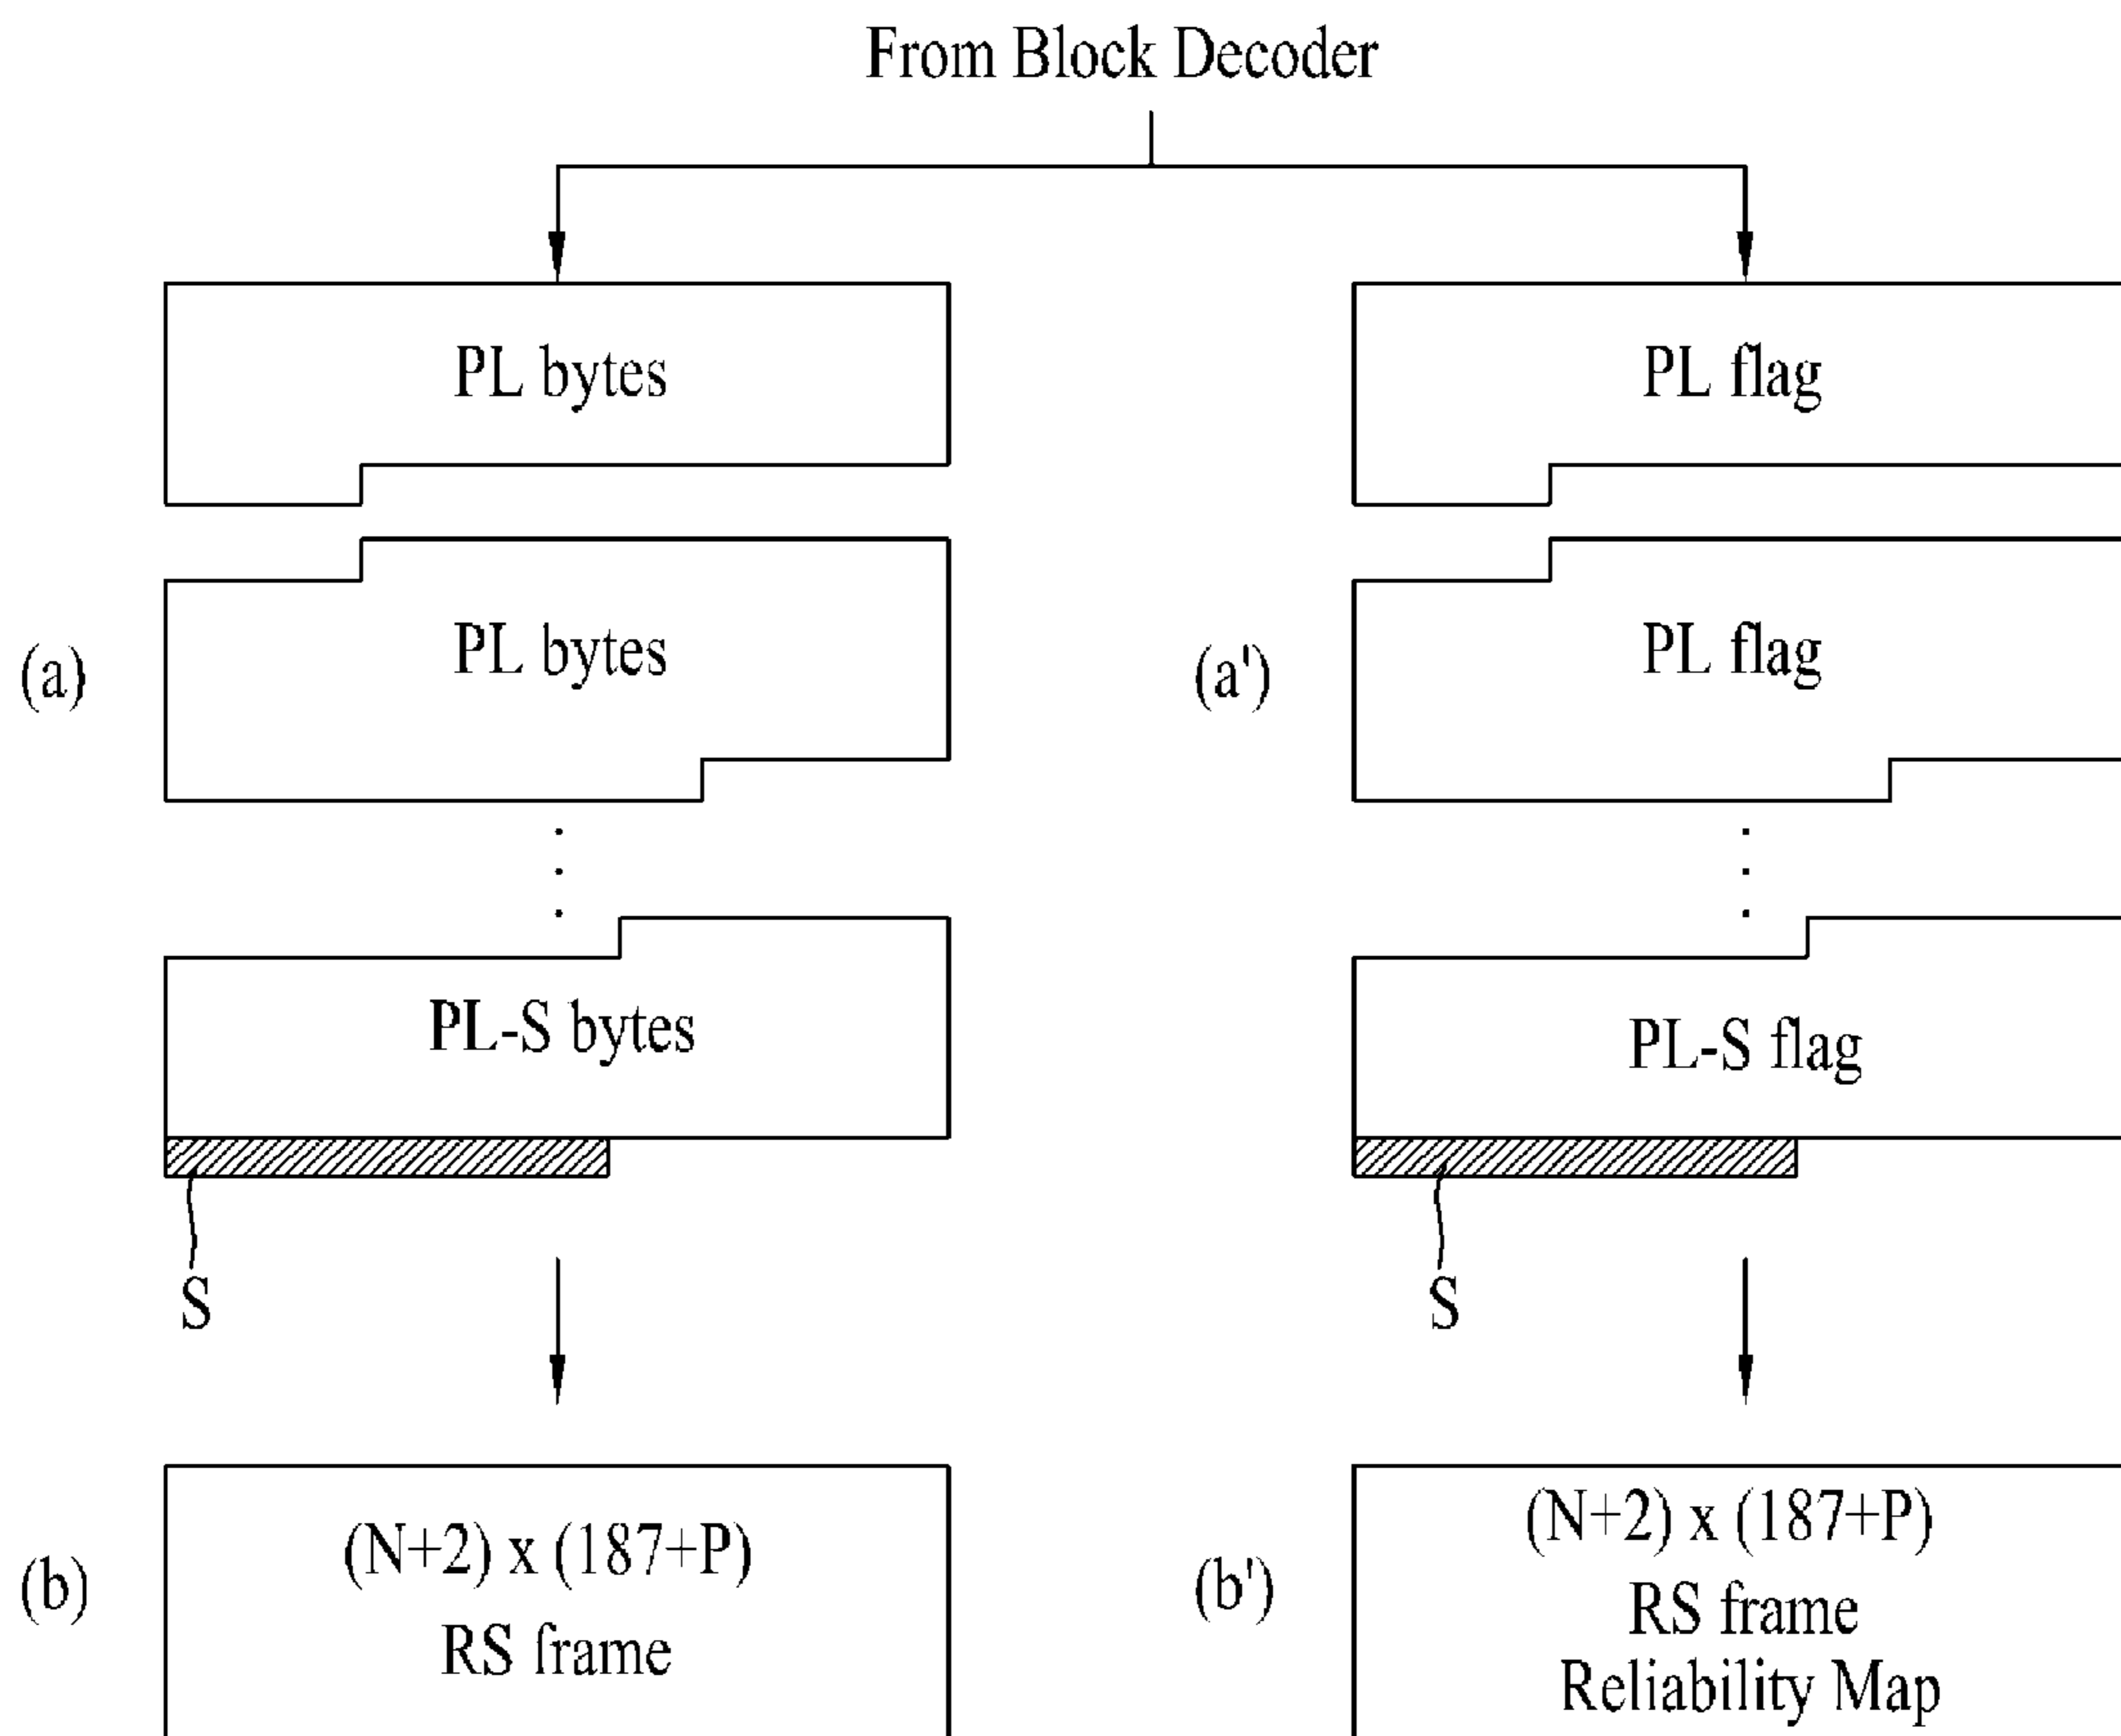 From Block Decoder
PL bytes
PL flag
PL bytes
PL flag
(a)
(a')
PL-S bytes
PL-S flag
S
S
(b)
(N+2) x (187+P)
RS frame
(b')
(N+2) x (187+P)
RS frame
Reliability Map